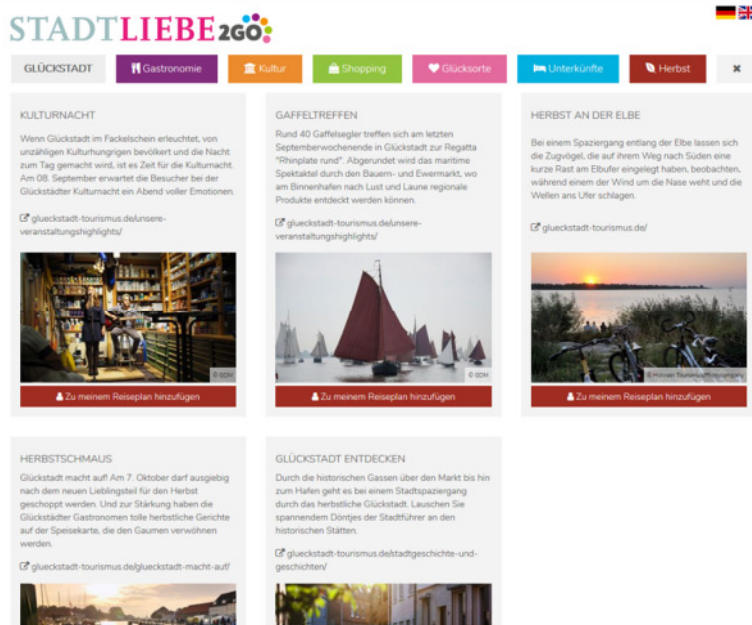 STADTLIEBE 2GO
GLÜCKSTADT
Gastronomie
Kultur
Shopping
Glücksorte
Unterkünfte
Herbst
KULTURNACHT
Wenn Glückstadt im Fackelschein erleuchtet, von
unzähligen Kulturhungrigen bevölkert und die Nacht
zum Tag gemacht wird, ist es Zeit für die Kulturnacht.
Am 08. September erwartet die Besucher bei der
Glückstädter Kulturnacht ein Abend voller Emotionen.
glueckstadt-tourismus.de/unsere-
veranstaltungshighlights/
© GDM
Zu meinem Reiseplan hinzufügen
GAFFELTREFFEN
Rund 40 Gaffelsegler treffen sich am letzten
Septemberwochenende in Glückstadt zur Regatta
"Rhinplate rund". Abgerundet wird das maritime
Spektaktel durch den Bauern- und Ewermarkt, wo
am Binnenhafen nach Lust und Laune regionale
Produkte entdeckt werden können.
glueckstadt-tourismus.de/unsere-
veranstaltungshighlights/
© GDM
Zu meinem Reiseplan hinzufügen
HERBST AN DER ELBE
Bei einem Spaziergang entlang der Elbe lassen sich
die Zugvögel, die auf ihrem Weg nach Süden eine
kurze Rast am Elbufer eingelegt haben, beobachten,
während einem der Wind um die Nase weht und die
Wellen ans Ufer schlagen.
glueckstadt-tourismus.de/
Zu meinem Reiseplan hinzufügen
HERBSTSCHMAUS
Glückstadt macht auf! Am 7. Oktober darf ausgiebig
nach dem neuen Lieblingsteil für den Herbst
geschoppt werden. Und zur Stärkung haben die
Glückstädter Gastronomen tolle herbstliche Gerichte
auf der Speisekarte, die den Gaumen verwöhnen
werden.
glueckstadt-tourismus.de/glueckstadt-macht-auf/
GLÜCKSTADT ENTDECKEN
Durch die historischen Gassen über den Markt bis hin
zum Hafen geht es bei einem Stadtspaziergang
durch das herbstliche Glückstadt. Lauschen Sie
spannendem Döntjes der Stadtführer an den
historischen Stätten.
glueckstadt-tourismus.de/stadtgeschichte-und-
geschichten/